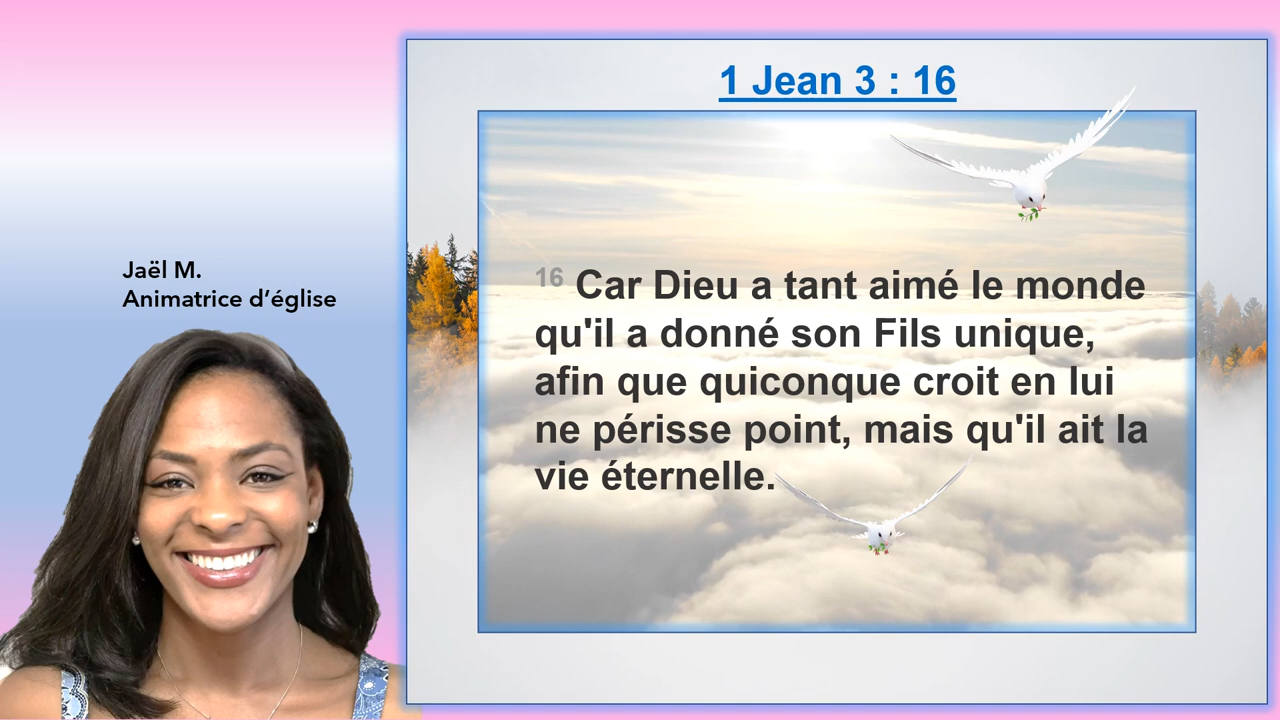 1 Jean 3 : 16
Jaël M.
Animatrice d’église
16 Car Dieu a tant aimé le monde
qu'il a donné son Fils unique,
afin que quiconque croit en lui
ne périsse point, mais qu'il ait la
vie éternelle.